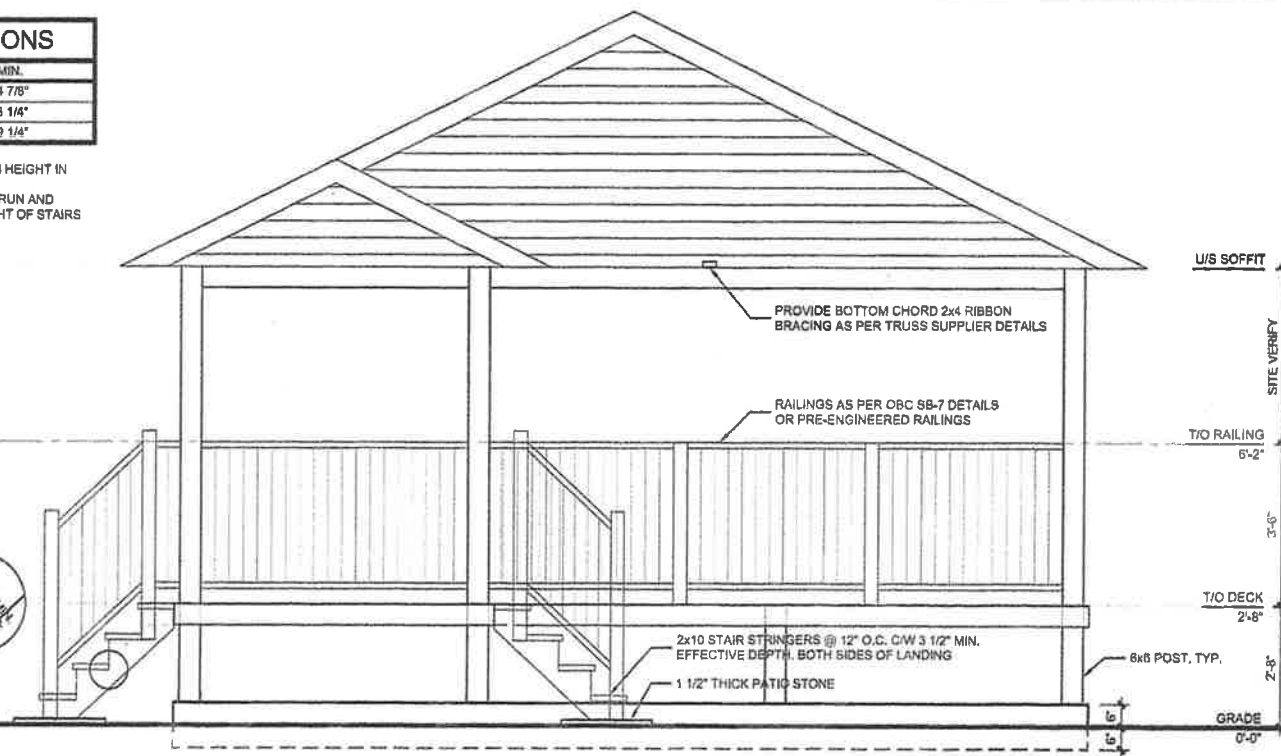 ONS
MIN.
4 7/8"
1/4"
1/4"
HEIGHT IN
RUN AND
HT OF STAIRS
U/S SOFFIT
PROVIDE BOTTOM CHORD 2x4 RIBBON
BRACING AS PER TRUSS SUPPLIER DETAILS
SITE VERIFY
RAILINGS AS PER OBC SB-7 DETAILS
OR PRE-ENGINEERED RAILINGS
T/O RAILING
6'-2"
3'-6"
T/O DECK
2'-8"
2x10 STAIR STRINGERS @ 12" O.C. C/W 3 1/2" MIN.
EFFECTIVE DEPTH. BOTH SIDES OF LANDING
6x6 POST, TYP.
2'-8"
1 1/2" THICK PATIO STONE
6"
6"
GRADE
0'-0"